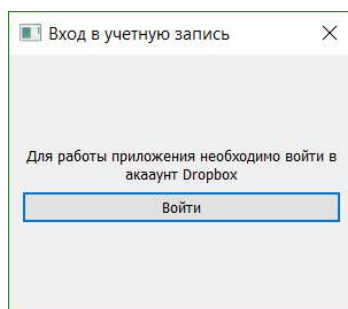 Вход в учетную запись
Для работы приложения необходимо войти в
акааунт Dropbox
Войти